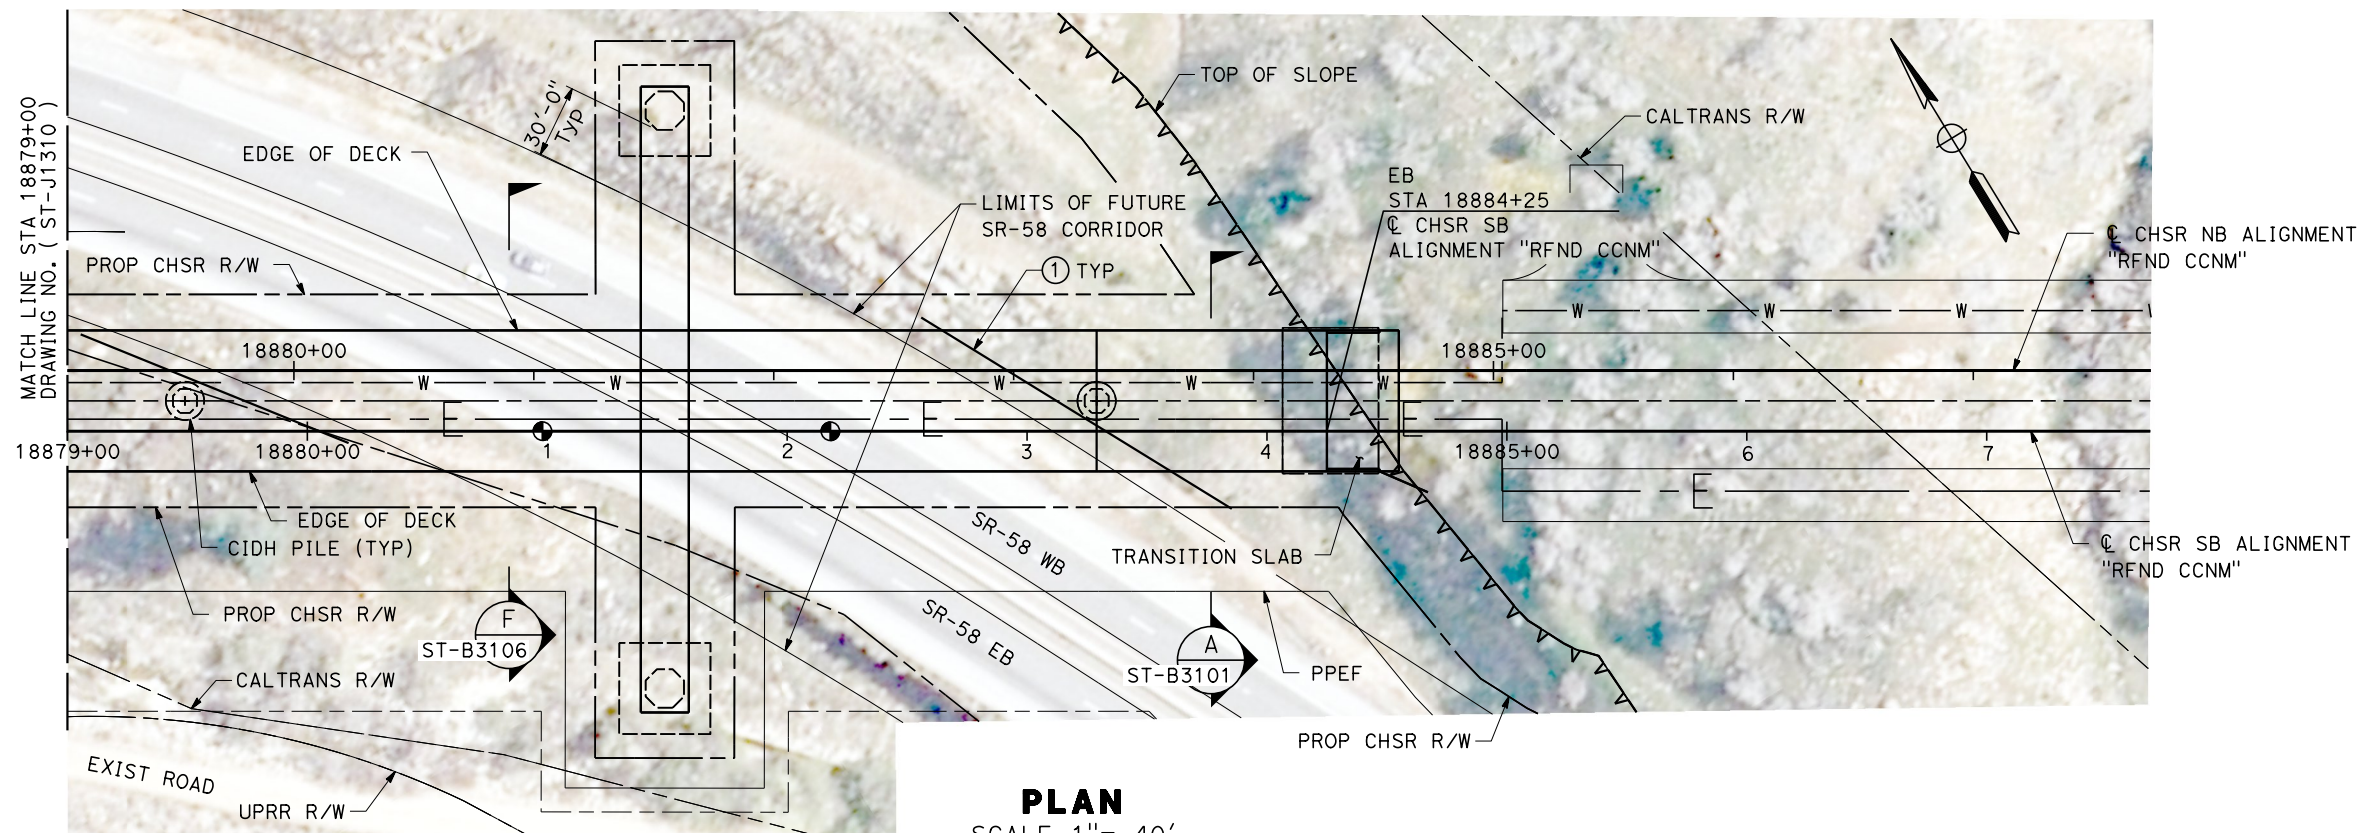 MATCH LINE STA 18879+00
DRAWING NO. ( ST-J1310 )
30'-0"
TYP
TOP OF SLOPE
CALTRANS R/W
EDGE OF DECK
EB
STA 18884+25
℄ CHSR SB
ALIGNMENT "RFND CCNM"
LIMITS OF FUTURE
SR-58 CORRIDOR
℄ CHSR NB ALIGNMENT
"RFND CCNM"
PROP CHSR R/W
1 TYP
W
W
W
18880+00
18885+00
W
W
W
W
W
E
E
E
18879+00
18880+00
1
2
3
4
18885+00
6
7
E
EDGE OF DECK
CIDH PILE (TYP)
SR-58 WB
TRANSITION SLAB
℄ CHSR SB ALIGNMENT
"RFND CCNM"
PROP CHSR R/W
F
ST-B3106
SR-58 EB
A
ST-B3101
PPEF
CALTRANS R/W
PROP CHSR R/W
EXIST ROAD
UPRR R/W
PLAN
SCALE 1"= 40'